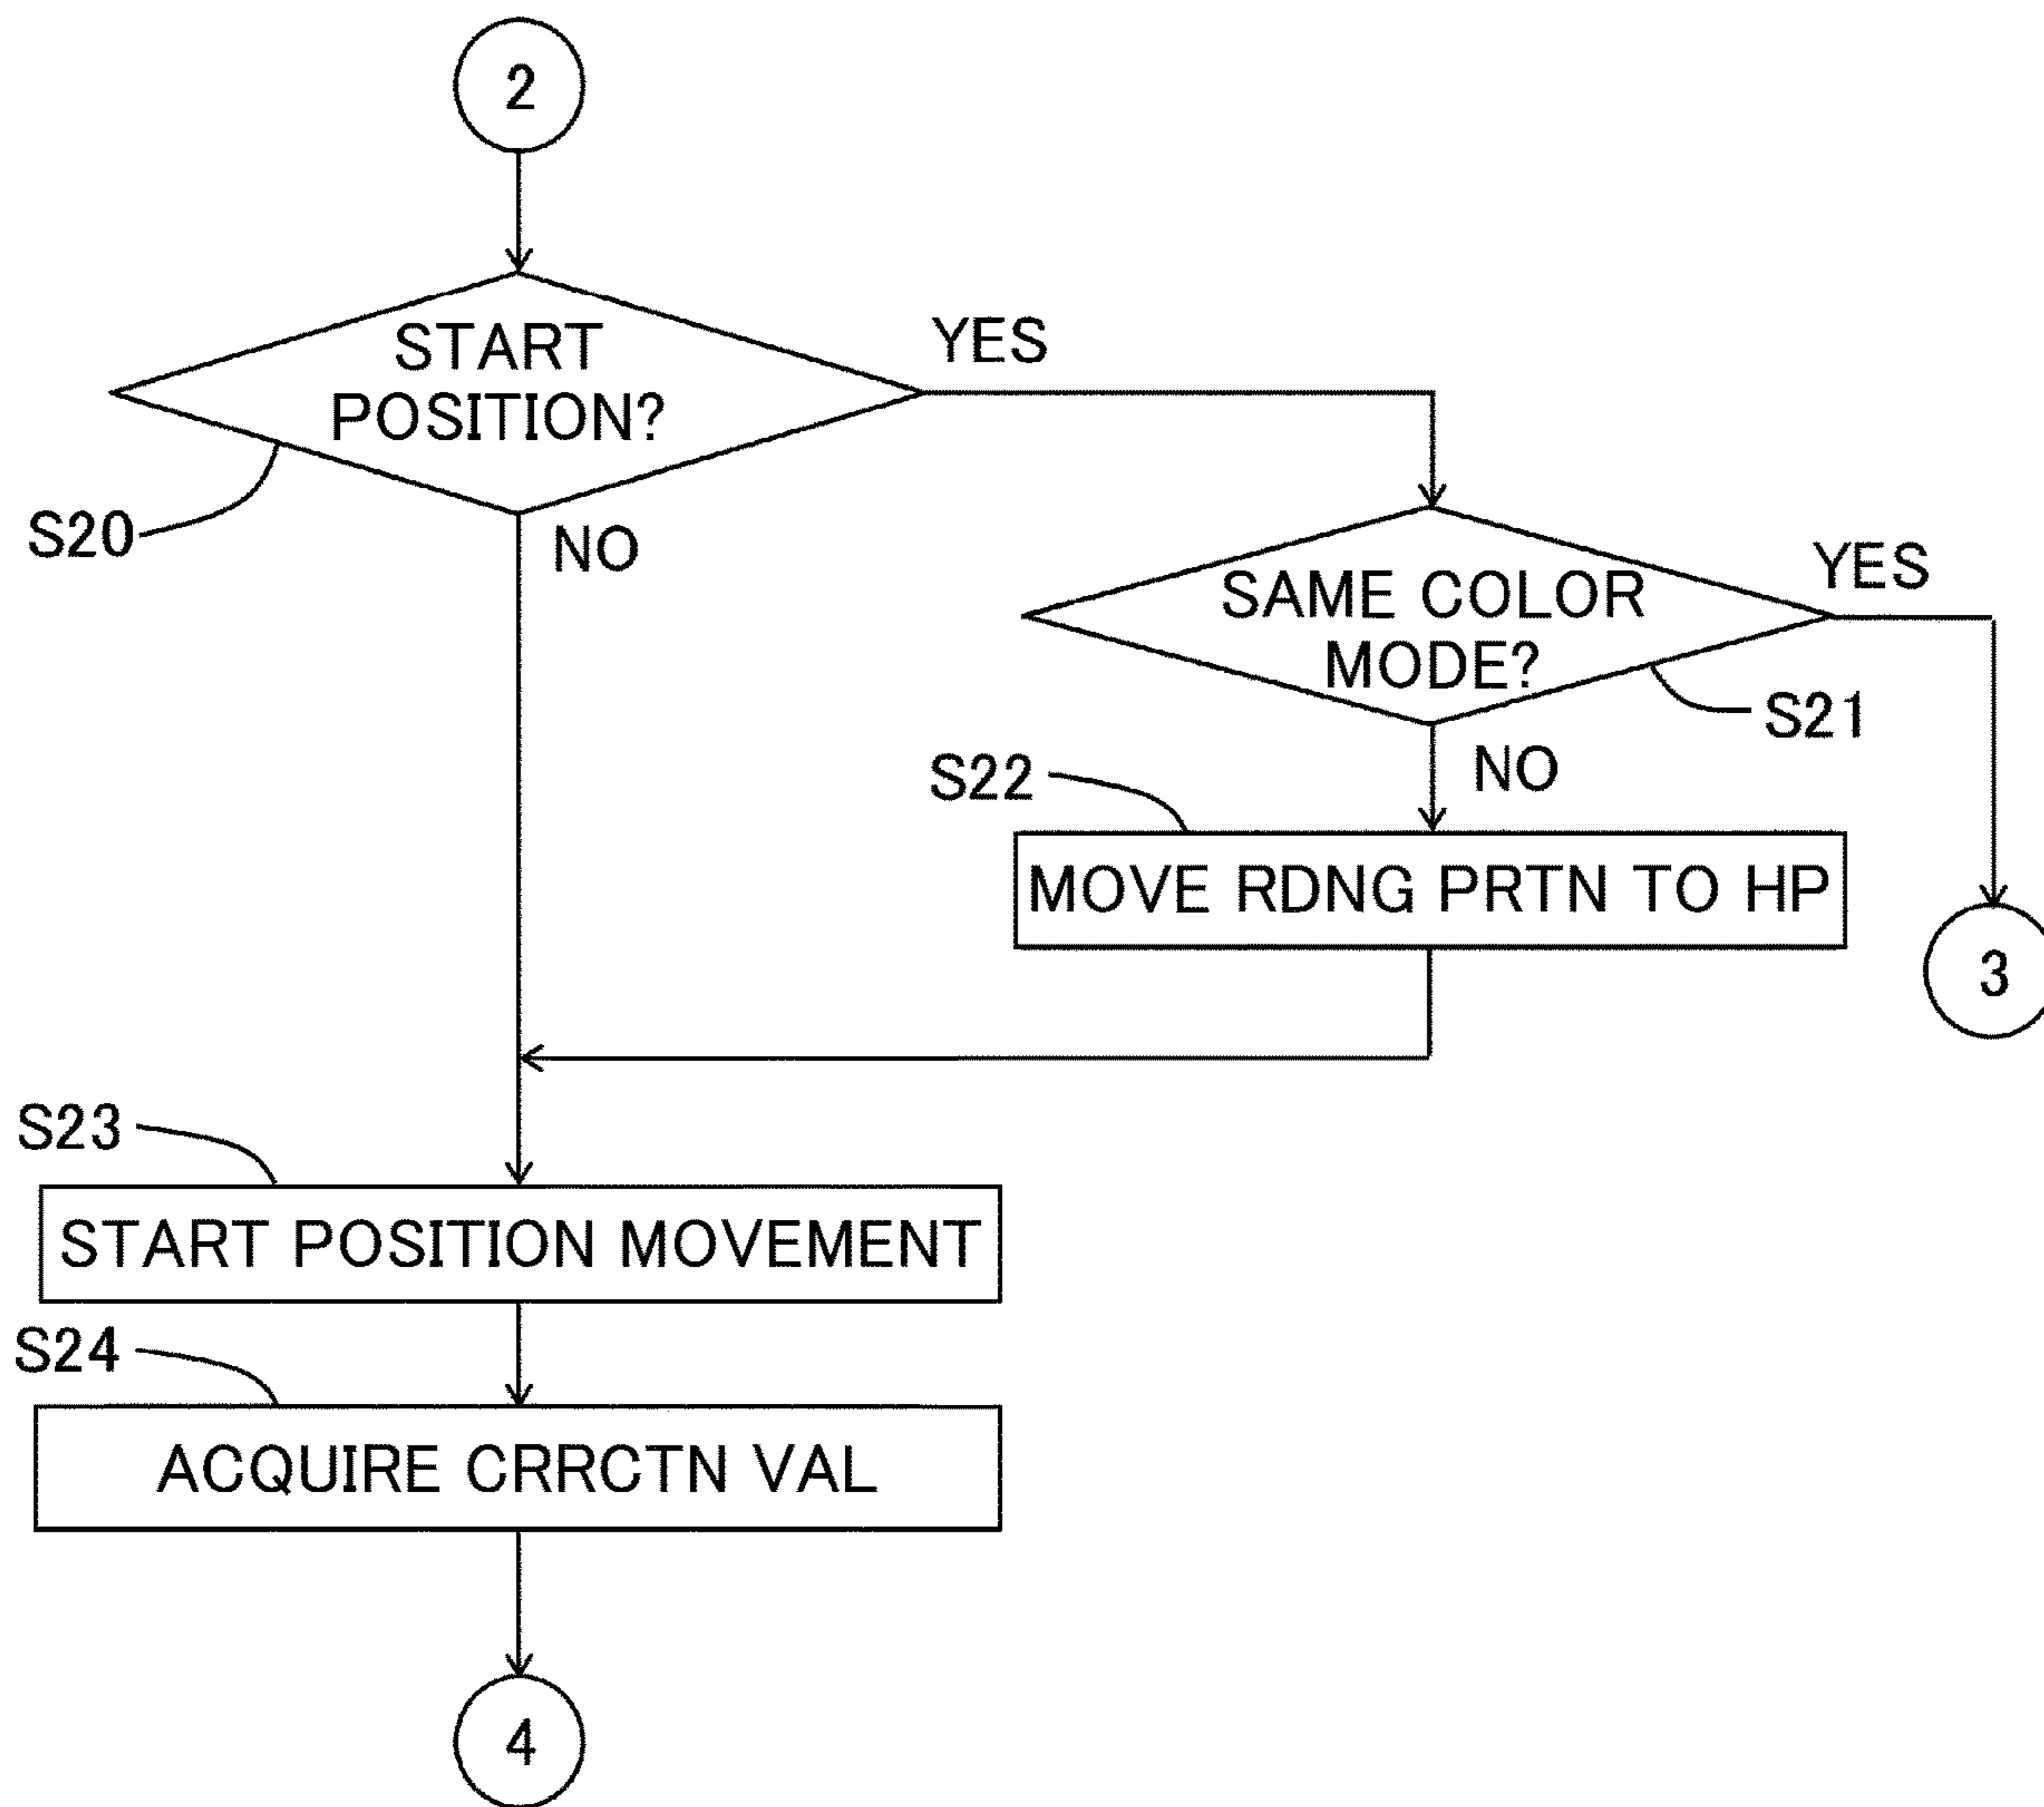 2
START
POSITION?
YES
S20
NO
SAME COLOR
MODE?
YES
S21
S22
NO
MOVE RDNG PRTN TO HP
3
S23
START POSITION MOVEMENT
S24
ACQUIRE CRRCTN VAL
4